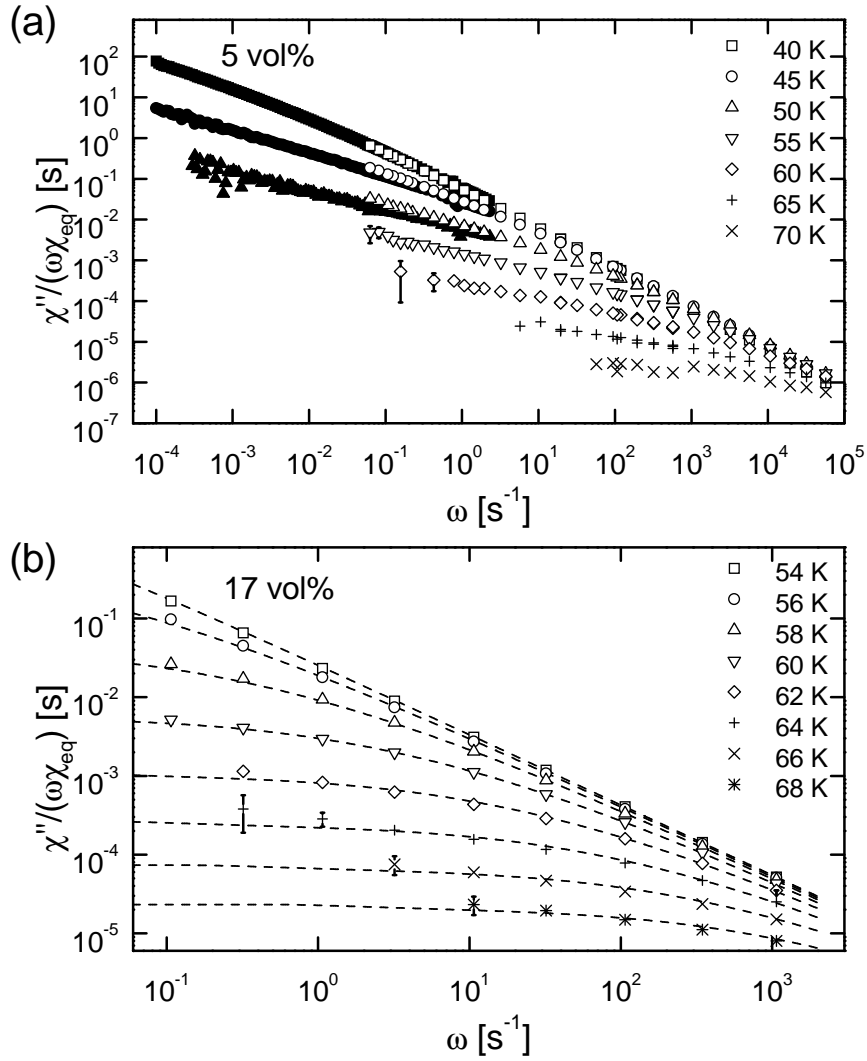 (a)
5 vol%
40 K
45 K
50 K
55 K
60 K
65 K
70 K
χ''/(ωχeq) [s]
10^2
10^1
10^0
10^-1
10^-2
10^-3
10^-4
10^-5
10^-6
10^-7
10^-4 10^-3 10^-2 10^-1 10^0 10^1 10^2 10^3 10^4 10^5
ω [s^-1]
(b)
17 vol%
54 K
56 K
58 K
60 K
62 K
64 K
66 K
68 K
χ''/(ωχeq) [s]
10^-1
10^-2
10^-3
10^-4
10^-5
10^-1 10^0 10^1 10^2 10^3
ω [s^-1]